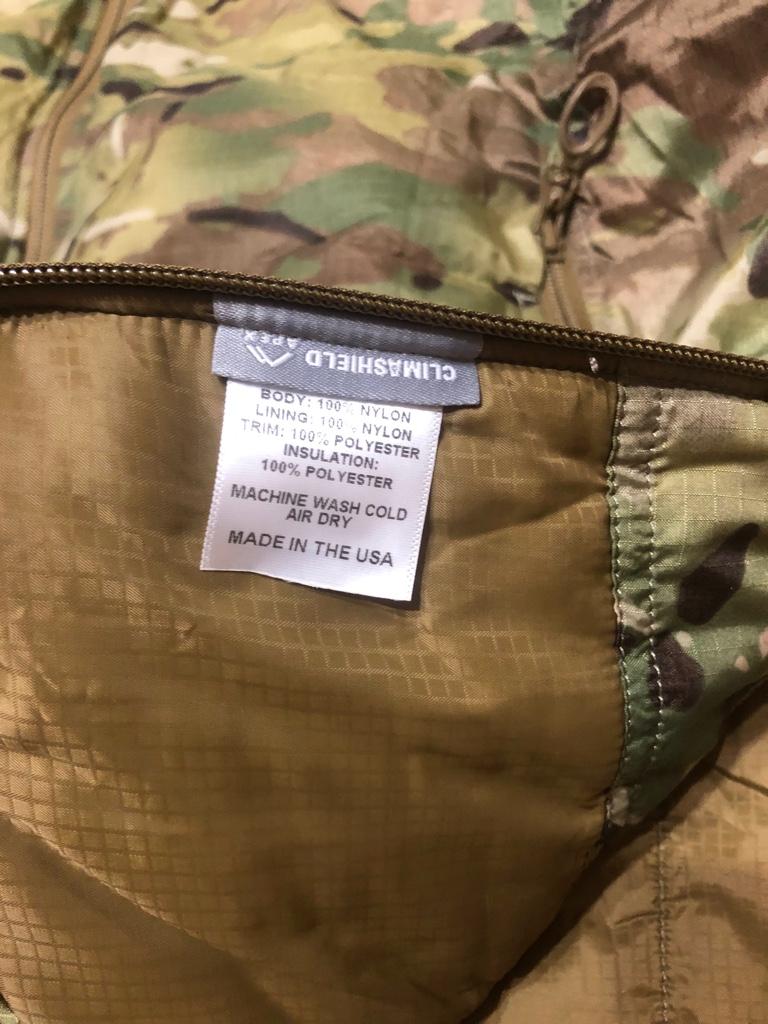 CLIMASHIELD
APEX
BODY: 100% NYLON
LINING: 100% NYLON
TRIM: 100% POLYESTER
INSULATION:
100% POLYESTER
MACHINE WASH COLD
AIR DRY
MADE IN THE USA